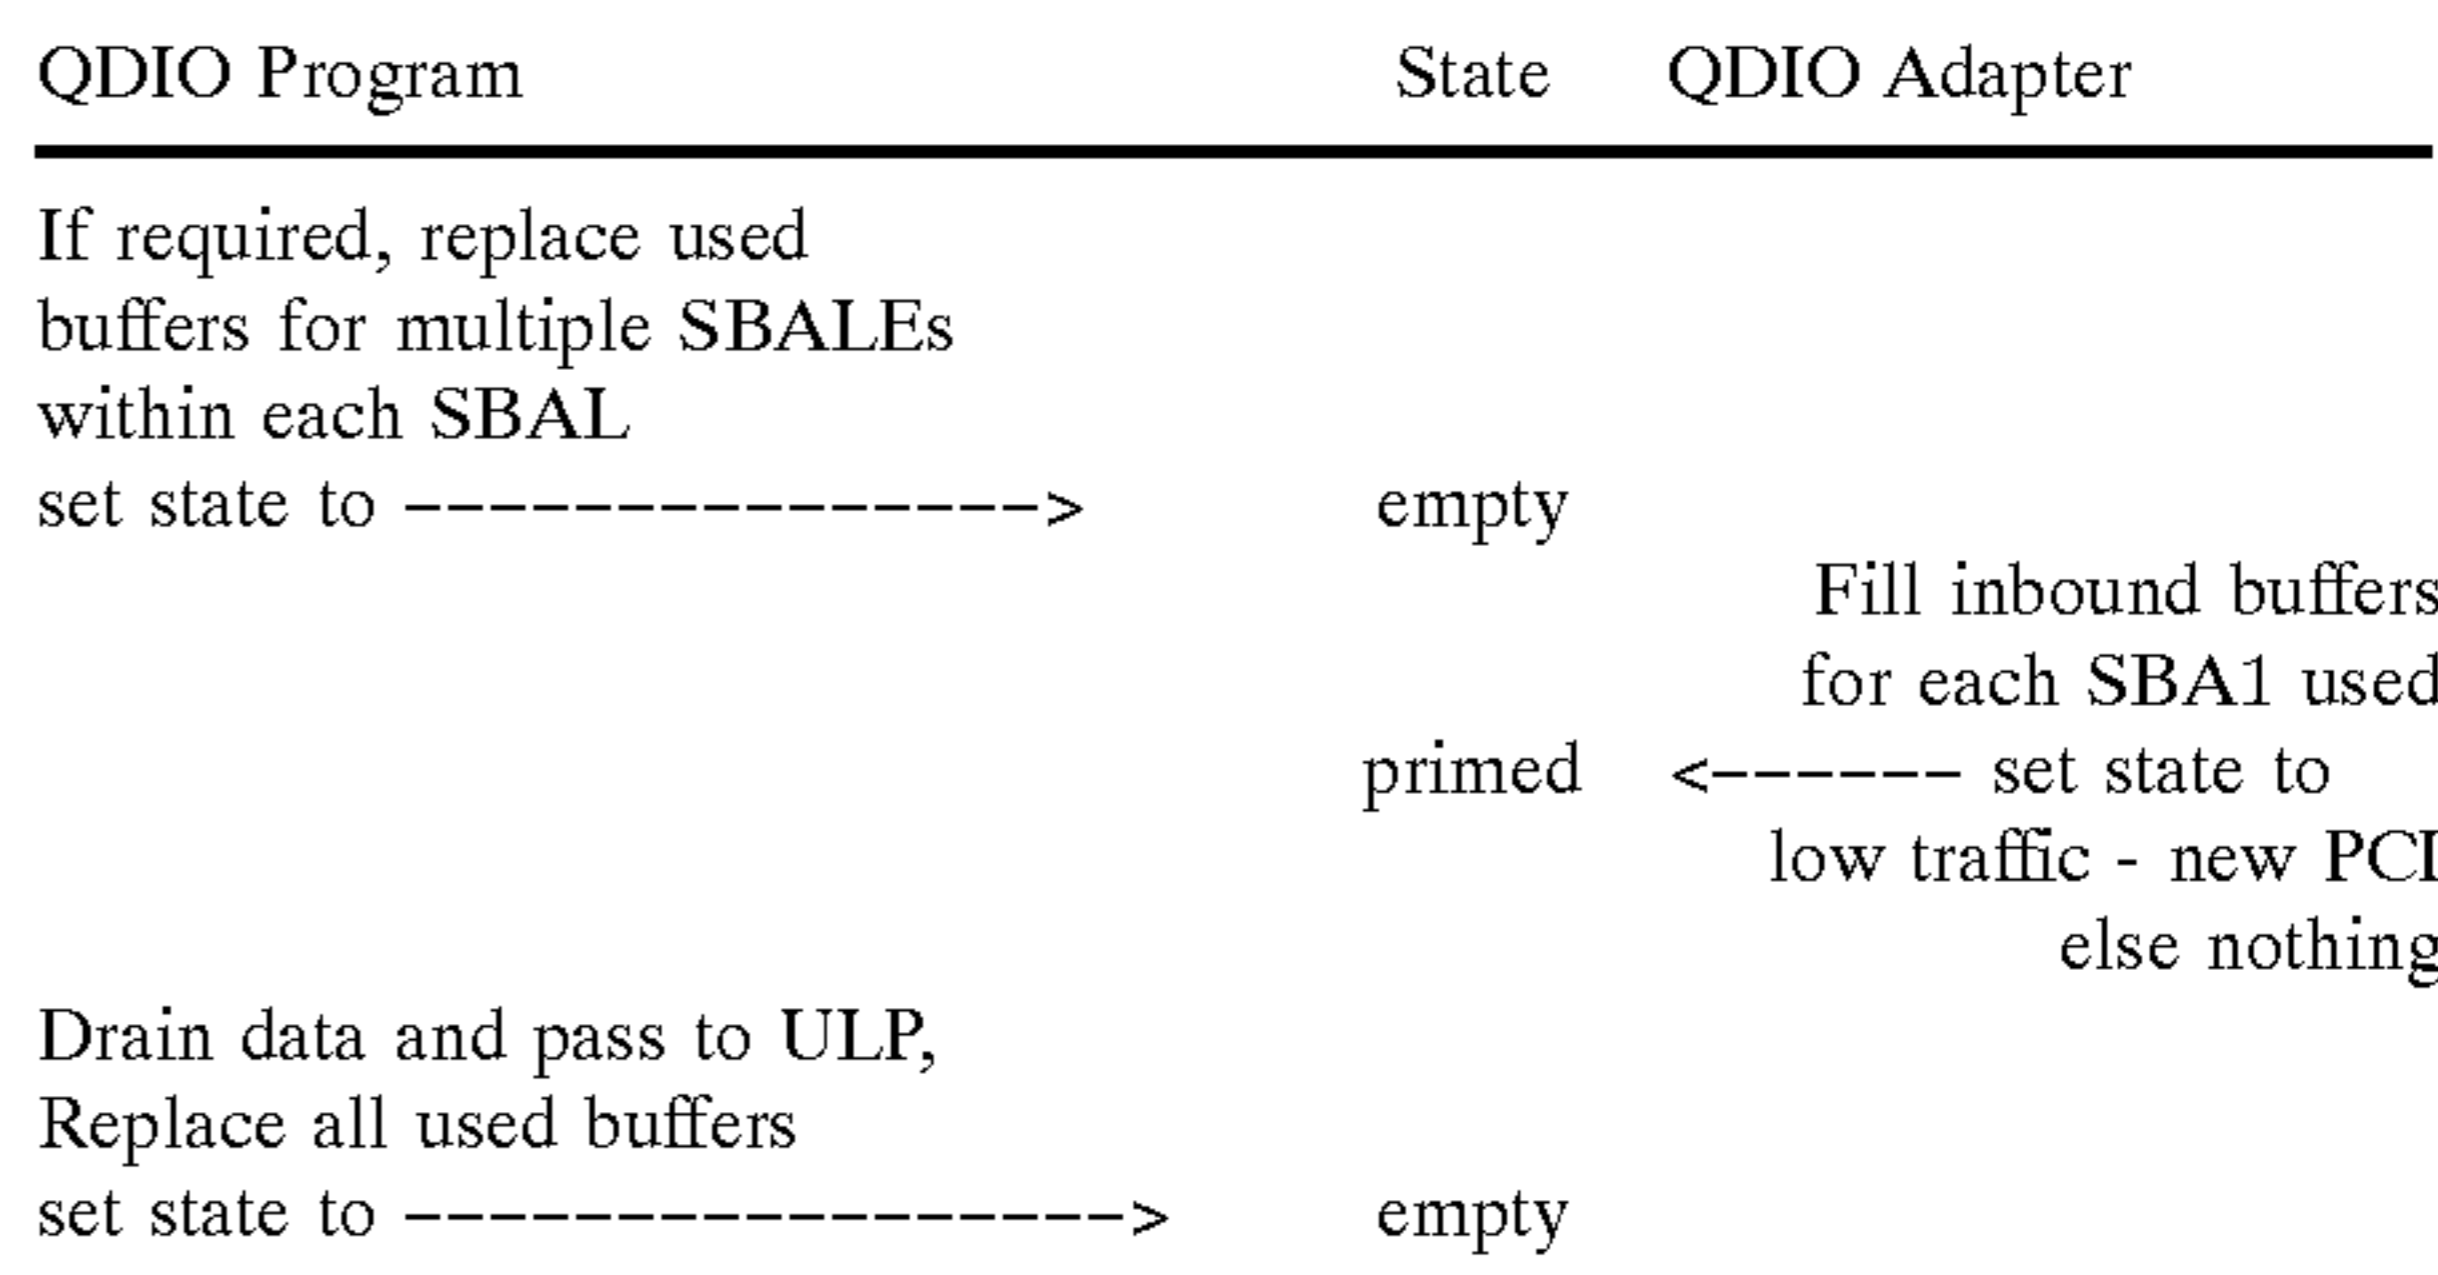 QDIO Program State QDIO Adapter
If required, replace used
buffers for multiple SBALEs
within each SBAL
set state to ---------------> empty
Fill inbound buffers
for each SBA1 used
primed <------ set state to
low traffic - new PCI
else nothing
Drain data and pass to ULP,
Replace all used buffers
set state to -----------------> empty